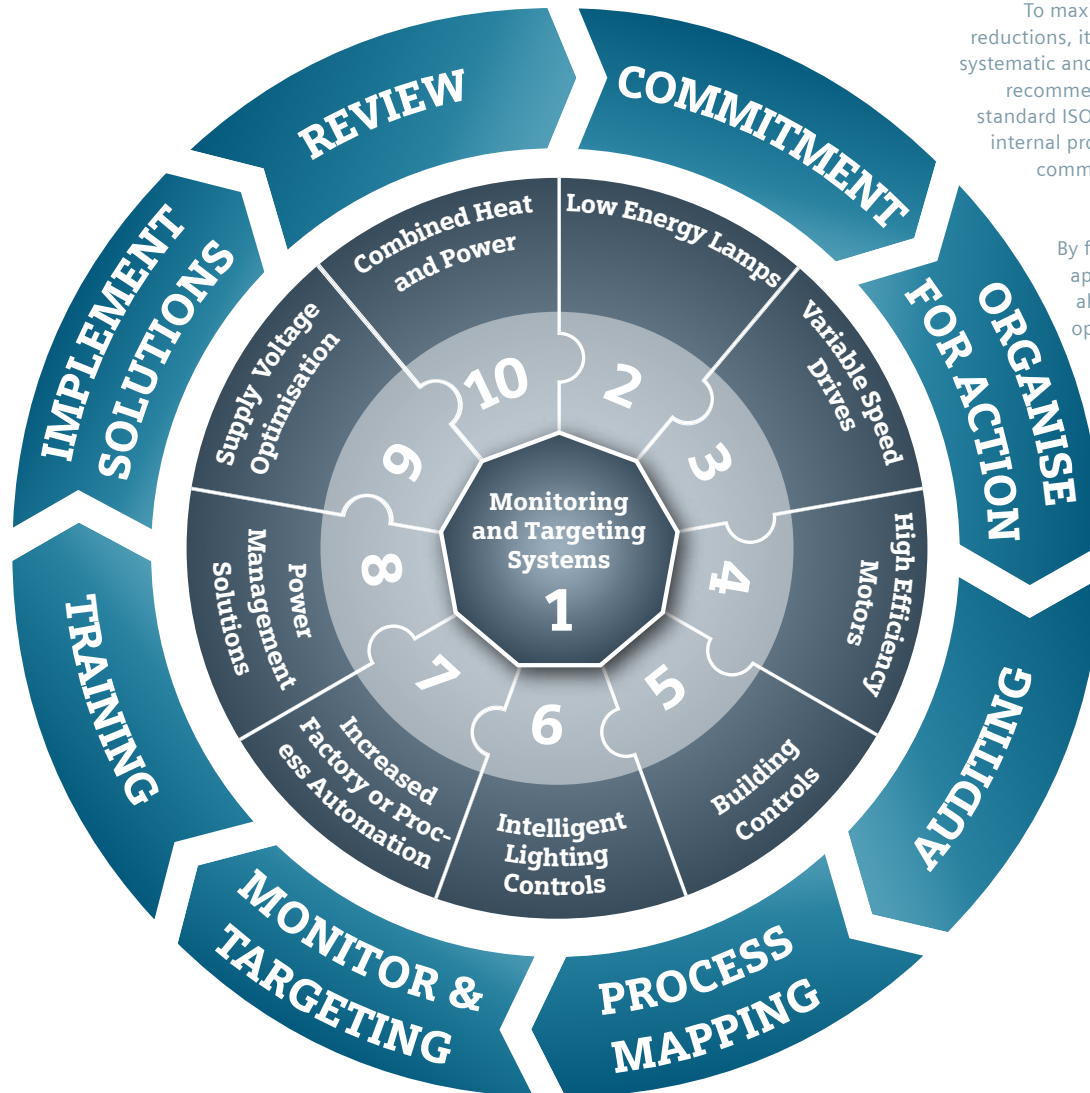 REVIEW
COMMITMENT
ORGANISE
FOR ACTION
AUDITING
PROCESS
MAPPING
MONITOR &
TARGETING
TRAINING
IMPLEMENT
SOLUTIONS
Monitoring
and Targeting
Systems
1
Low Energy Lamps
2
Variable Speed
Drives
3
High Efficiency
Motors
4
Building
Controls
5
Intelligent
Lighting
Controls
6
Increased
Factory or Proc-
ess Automation
7
Power
Management
Solutions
8
Supply Voltage
Optimisation
9
Combined Heat
and Power
10
To max
reductions, it
systematic and
recomme
standard ISO
internal pro
comm
By f
ap
al
op